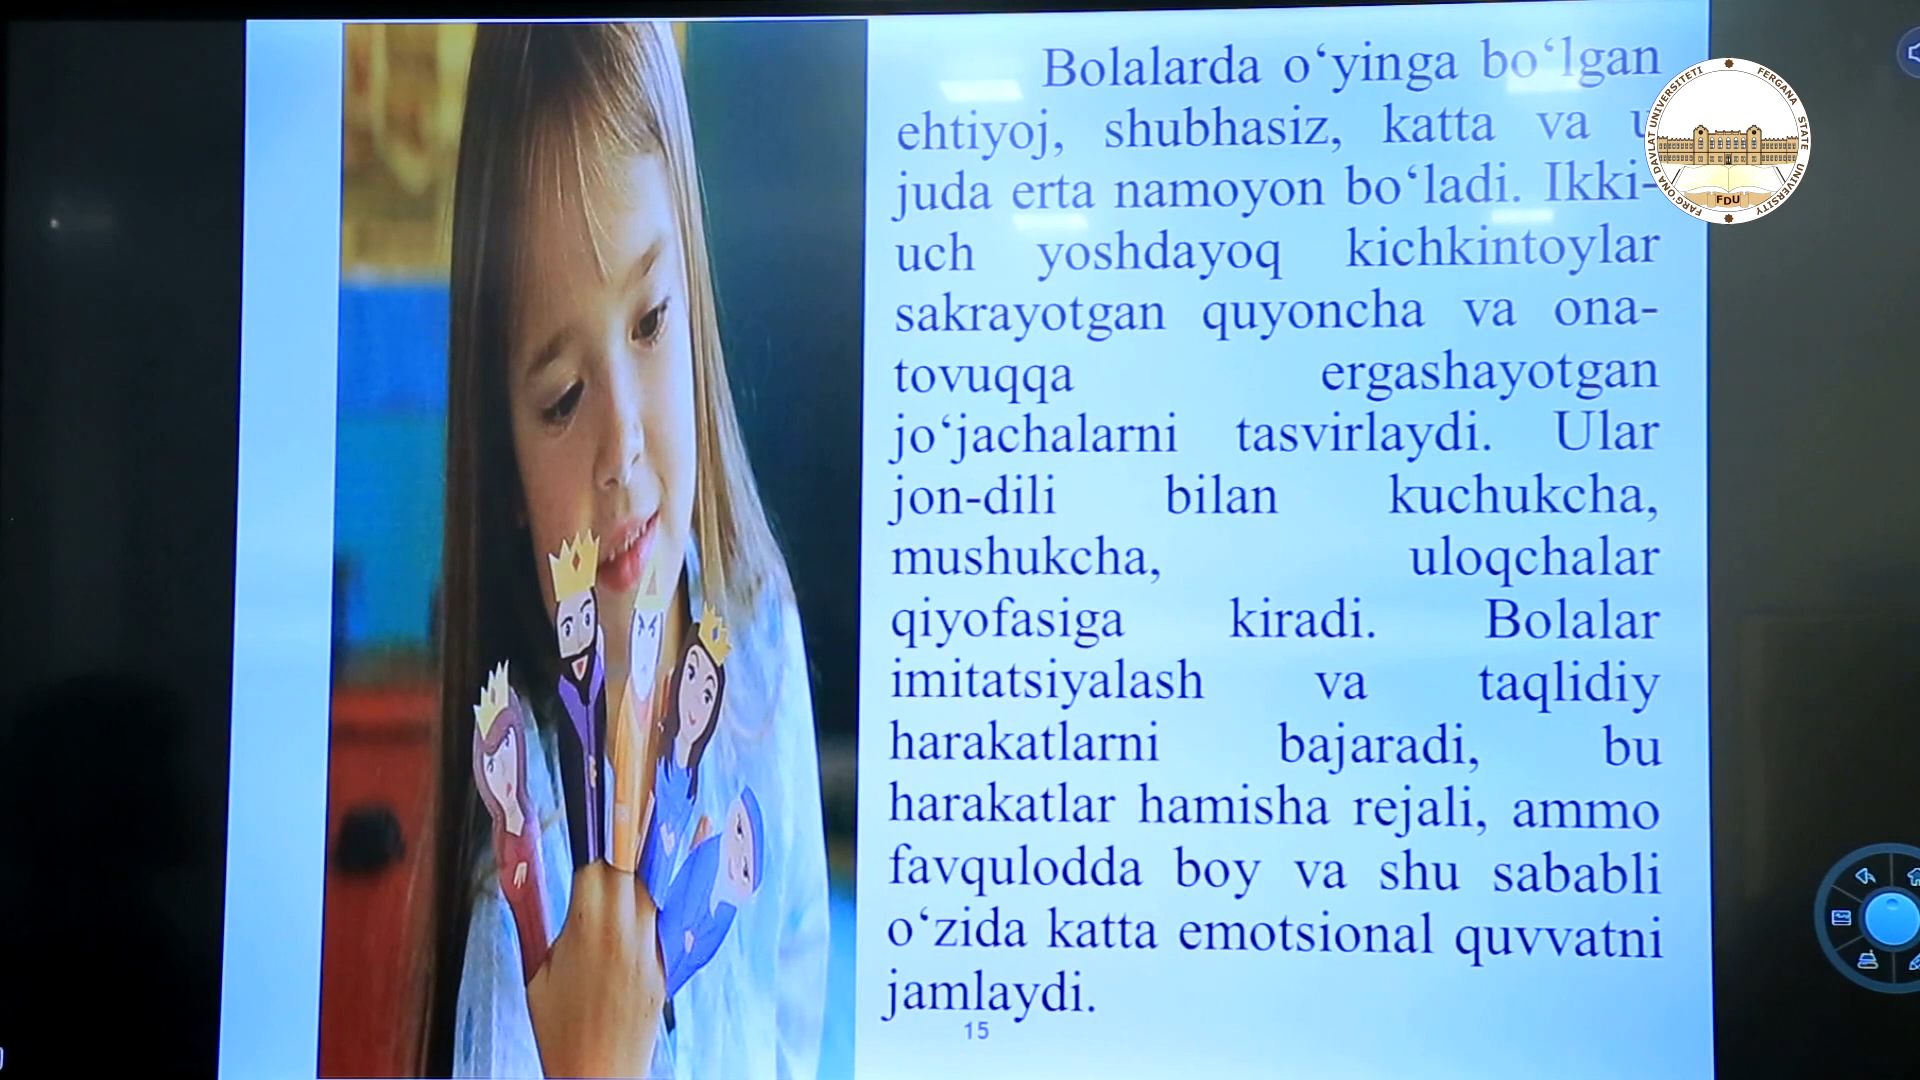 Bolalarda o‘yinga bo‘lgan
ehtiyoj, shubhasiz, katta va
juda erta namoyon bo‘ladi. Ikki-
uch yoshdayoq kichkintoylar
sakrayotgan quyoncha va ona-
tovuqqa ergashayotgan
jo‘jachalarni tasvirlaydi. Ular
jon-dili bilan kuchukcha,
mushukcha, uloqchalar
qiyofasiga kiradi. Bolalar
imitatsiyalash va taqlidiy
harakatlarni bajaradi, bu
harakatlar hamisha rejali, ammo
favqulodda boy va shu sababli
o‘zida katta emotsional quvvatni
jamlaydi.
15
FARG‘ONA DAVLAT UNIVERSITETI
FERGANA STATE UNIVERSITY
FDU